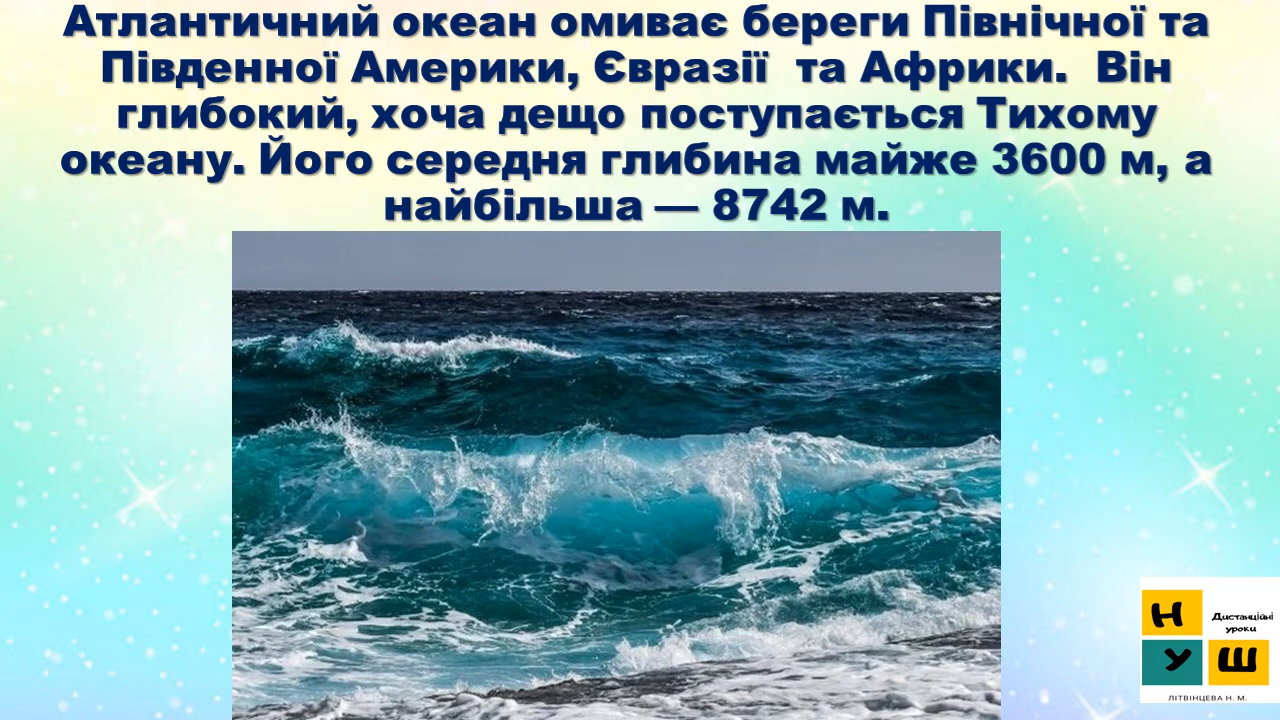 Атлантичний океан омиває береги Північної та
Південної Америки, Євразії  та Африки.  Він
глибокий, хоча дещо поступається Тихому
океану. Його середня глибина майже 3600 м, а
найбільша — 8742 м.
Н
Дистанційні
уроки
У Ш
ЛІТВІНЦЕВА Н. М.